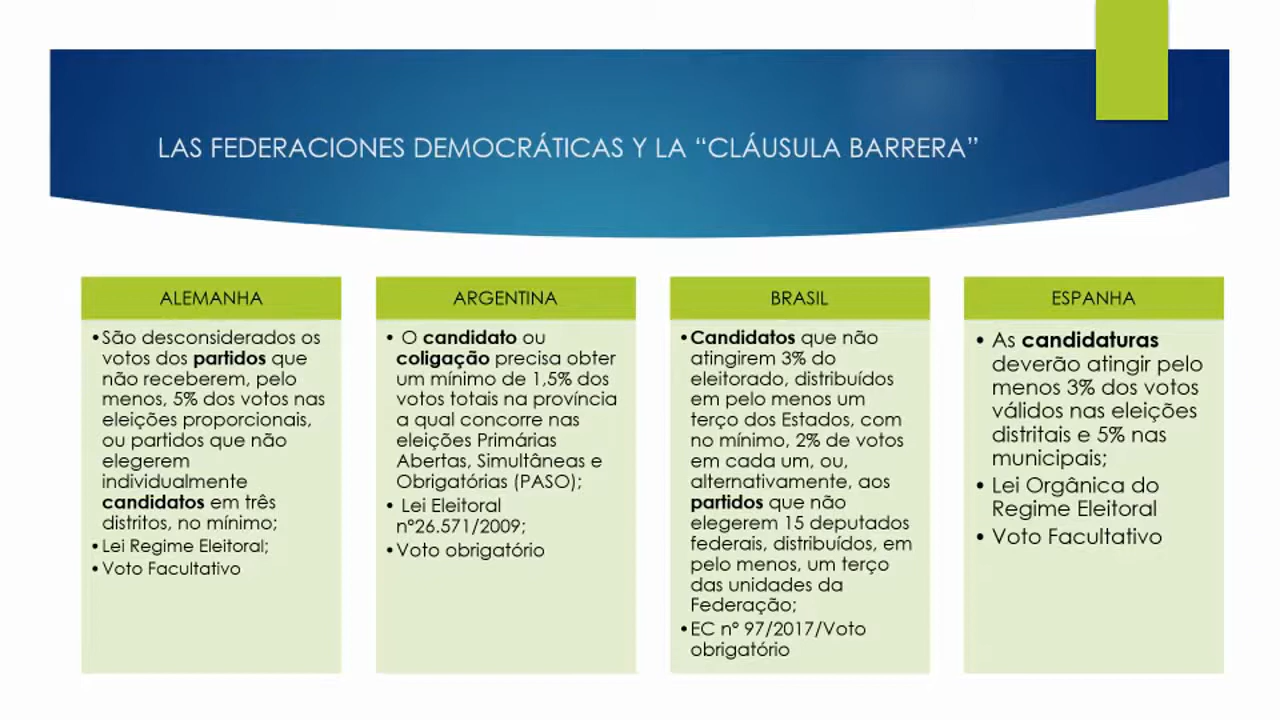 LAS FEDERACIONES DEMOCRÁTICAS Y LA “CLÁUSULA BARRERA”
ALEMANHA
•São desconsiderados os
votos dos partidos que
não receberem, pelo
menos, 5% dos votos nas
eleições proporcionais,
ou partidos que não
elegerem
individualmente
candidatos em três
distritos, no mínimo;
•Lei Regime Eleitoral;
•Voto Facultativo
ARGENTINA
• O candidato ou
coligação precisa obter
um mínimo de 1,5% dos
votos totais na província
a qual concorre nas
eleições Primárias
Abertas, Simultâneas e
Obrigatórias (PASO);
• Lei Eleitoral
nº26.571/2009;
•Voto obrigatório
BRASIL
•Candidatos que não
atingirem 3% do
eleitorado, distribuídos
em pelo menos um
terço dos Estados, com
no mínimo, 2% de votos
em cada um, ou,
alternativamente, aos
partidos que não
elegerem 15 deputados
federais, distribuídos, em
pelo menos, um terço
das unidades da
Federação;
•EC nº 97/2017/Voto
obrigatório
ESPANHA
• As candidaturas
deverão atingir pelo
menos 3% dos votos
válidos nas eleições
distritais e 5% nas
municipais;
• Lei Orgânica do
Regime Eleitoral
• Voto Facultativo